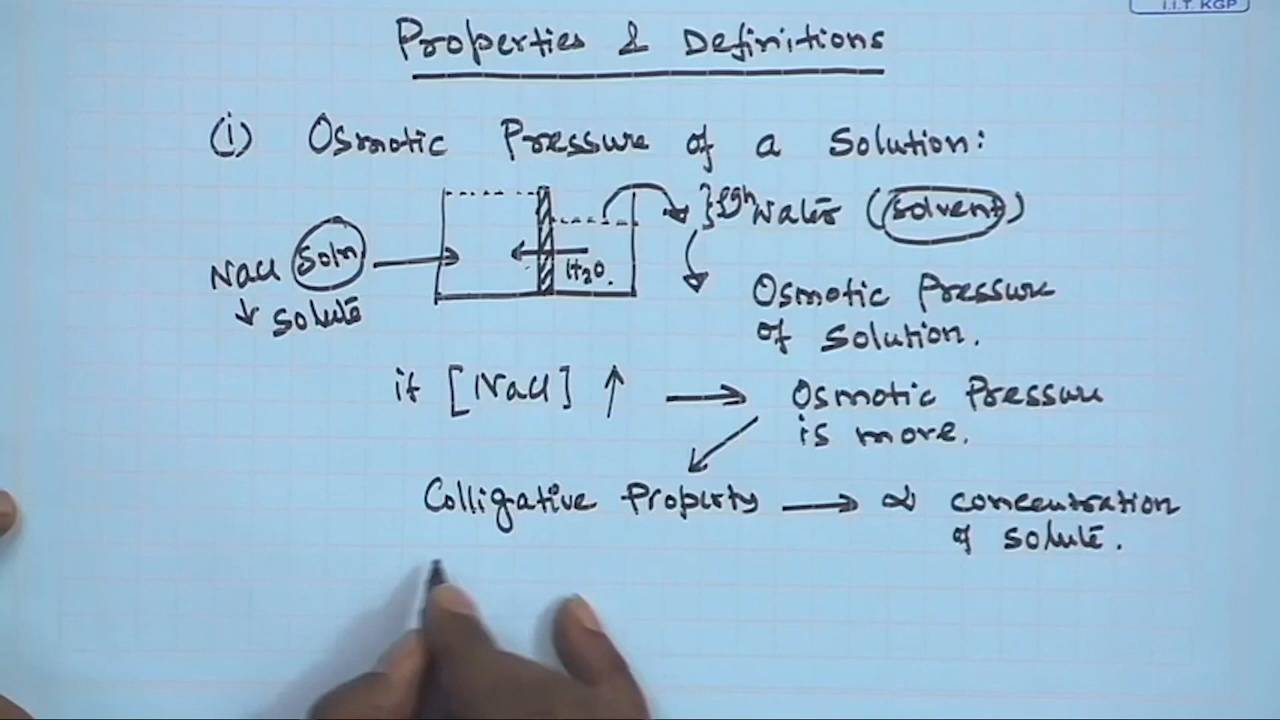 I.I.T. KGP
Properties & Definitions
(i) Osmotic Pressure of a Solution:
}ρgh Water (Solvent)
NaCl Soln
H2O.
↓ Solute
Osmotic Pressure
of Solution.
if [NaCl] ↑ → Osmotic Pressure
is more.
Colligative Property → α concentration
of solute.